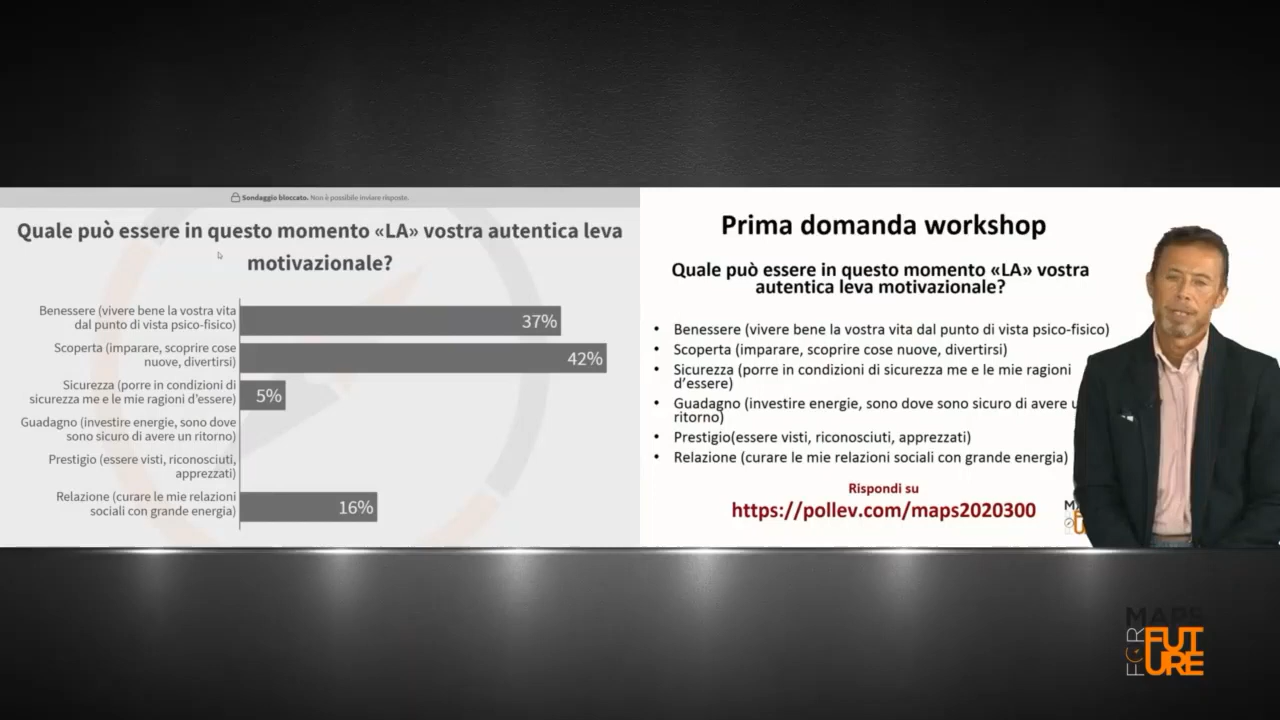 Sondaggio bloccato. Non è possibile inviare risposte.
Quale può essere in questo momento «LA» vostra autentica leva
motivazionale?
Benessere (vivere bene la vostra vita
dal punto di vista psico-fisico)
37%
Scoperta (imparare, scoprire cose
nuove, divertirsi)
42%
Sicurezza (porre in condizioni di
sicurezza me e le mie ragioni d'essere)
5%
Guadagno (investire energie, sono dove
sono sicuro di avere un ritorno)
Prestigio (essere visti, riconosciuti,
apprezzati)
Relazione (curare le mie relazioni
sociali con grande energia)
16%
Prima domanda workshop
Quale può essere in questo momento «LA» vostra
autentica leva motivazionale?
• Benessere (vivere bene la vostra vita dal punto di vista psico-fisico)
• Scoperta (imparare, scoprire cose nuove, divertirsi)
• Sicurezza (porre in condizioni di sicurezza me e le mie ragioni
d'essere)
• Guadagno (investire energie, sono dove sono sicuro di avere u
ritorno)
• Prestigio(essere visti, riconosciuti, apprezzati)
• Relazione (curare le mie relazioni sociali con grande energia)
Rispondi su
https://pollev.com/maps2020300
MAPS
FOR
FUT
URE